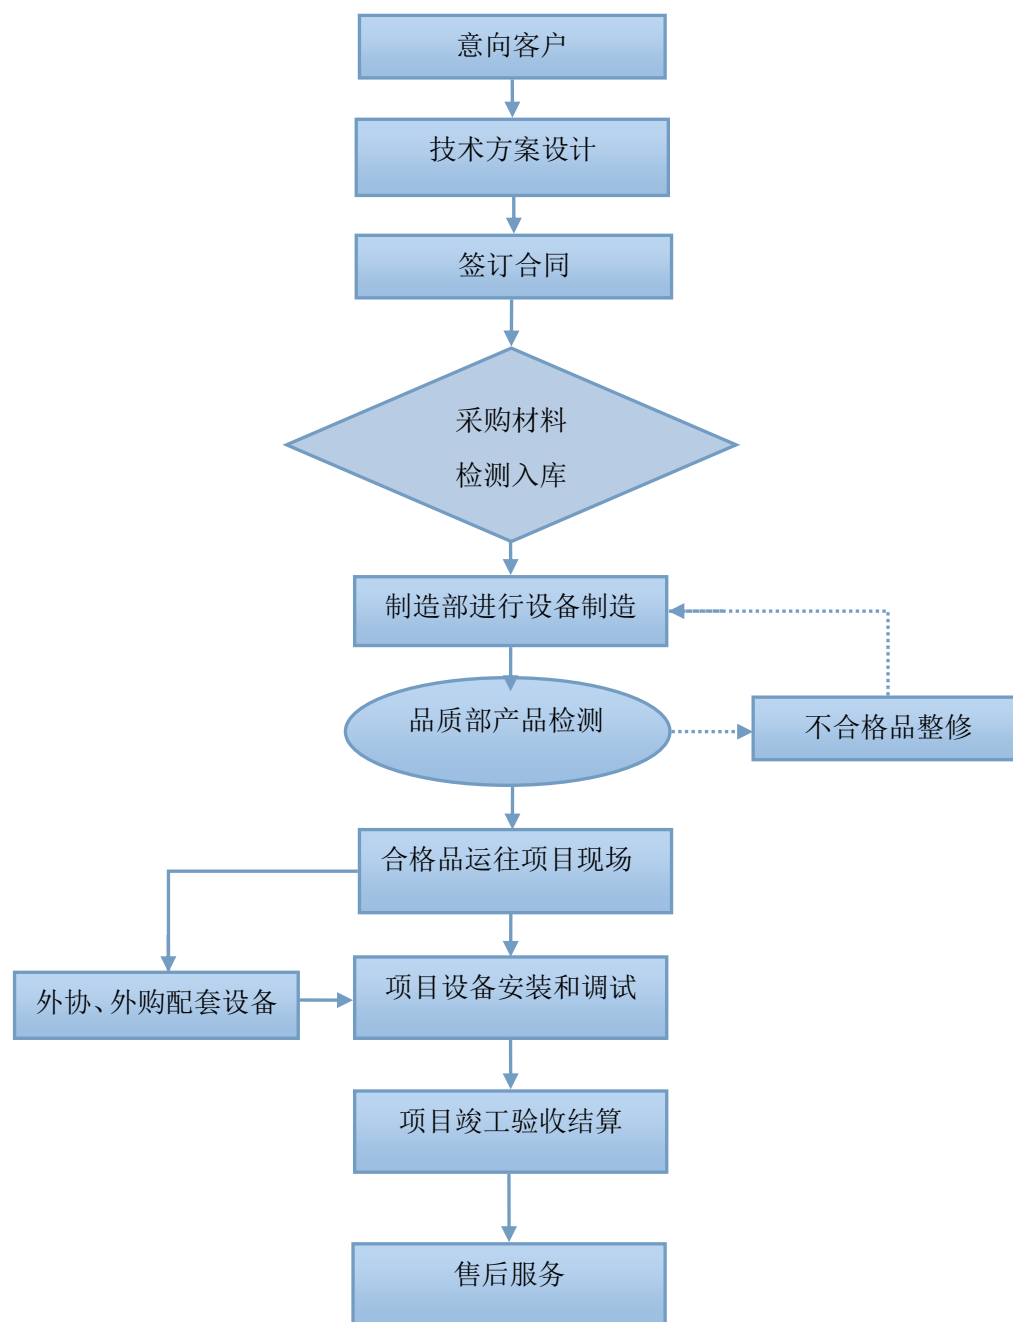 意向客户
技术方案设计
签订合同
采购材料
检测入库
制造部进行设备制造
品质部产品检测
不合格品整修
合格品运往项目现场
外协、外购配套设备
项目设备安装和调试
项目竣工验收结算
售后服务